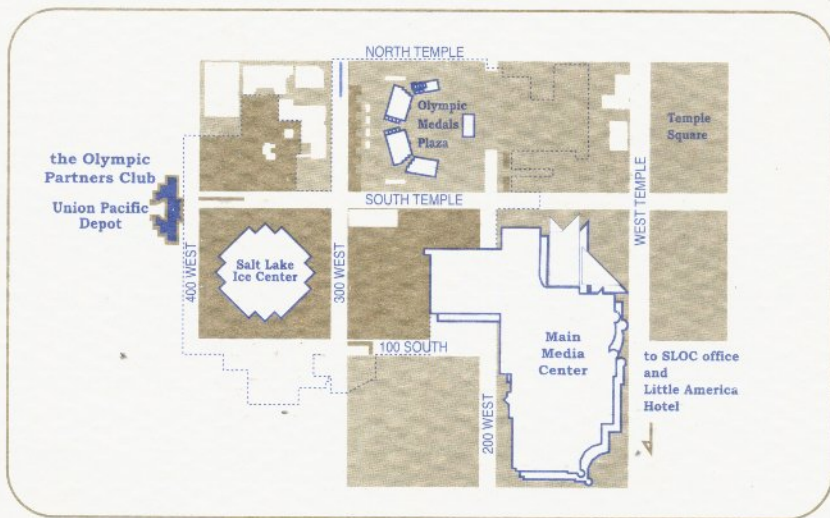 NORTH TEMPLE
Olympic
Medals
Plaza
Temple
Square
the Olympic
Partners Club
Union Pacific
Depot
SOUTH TEMPLE
WEST TEMPLE
400 WEST
Salt Lake
Ice Center
300 WEST
100 SOUTH
200 WEST
Main
Media
Center
to SLOC office
and
Little America
Hotel